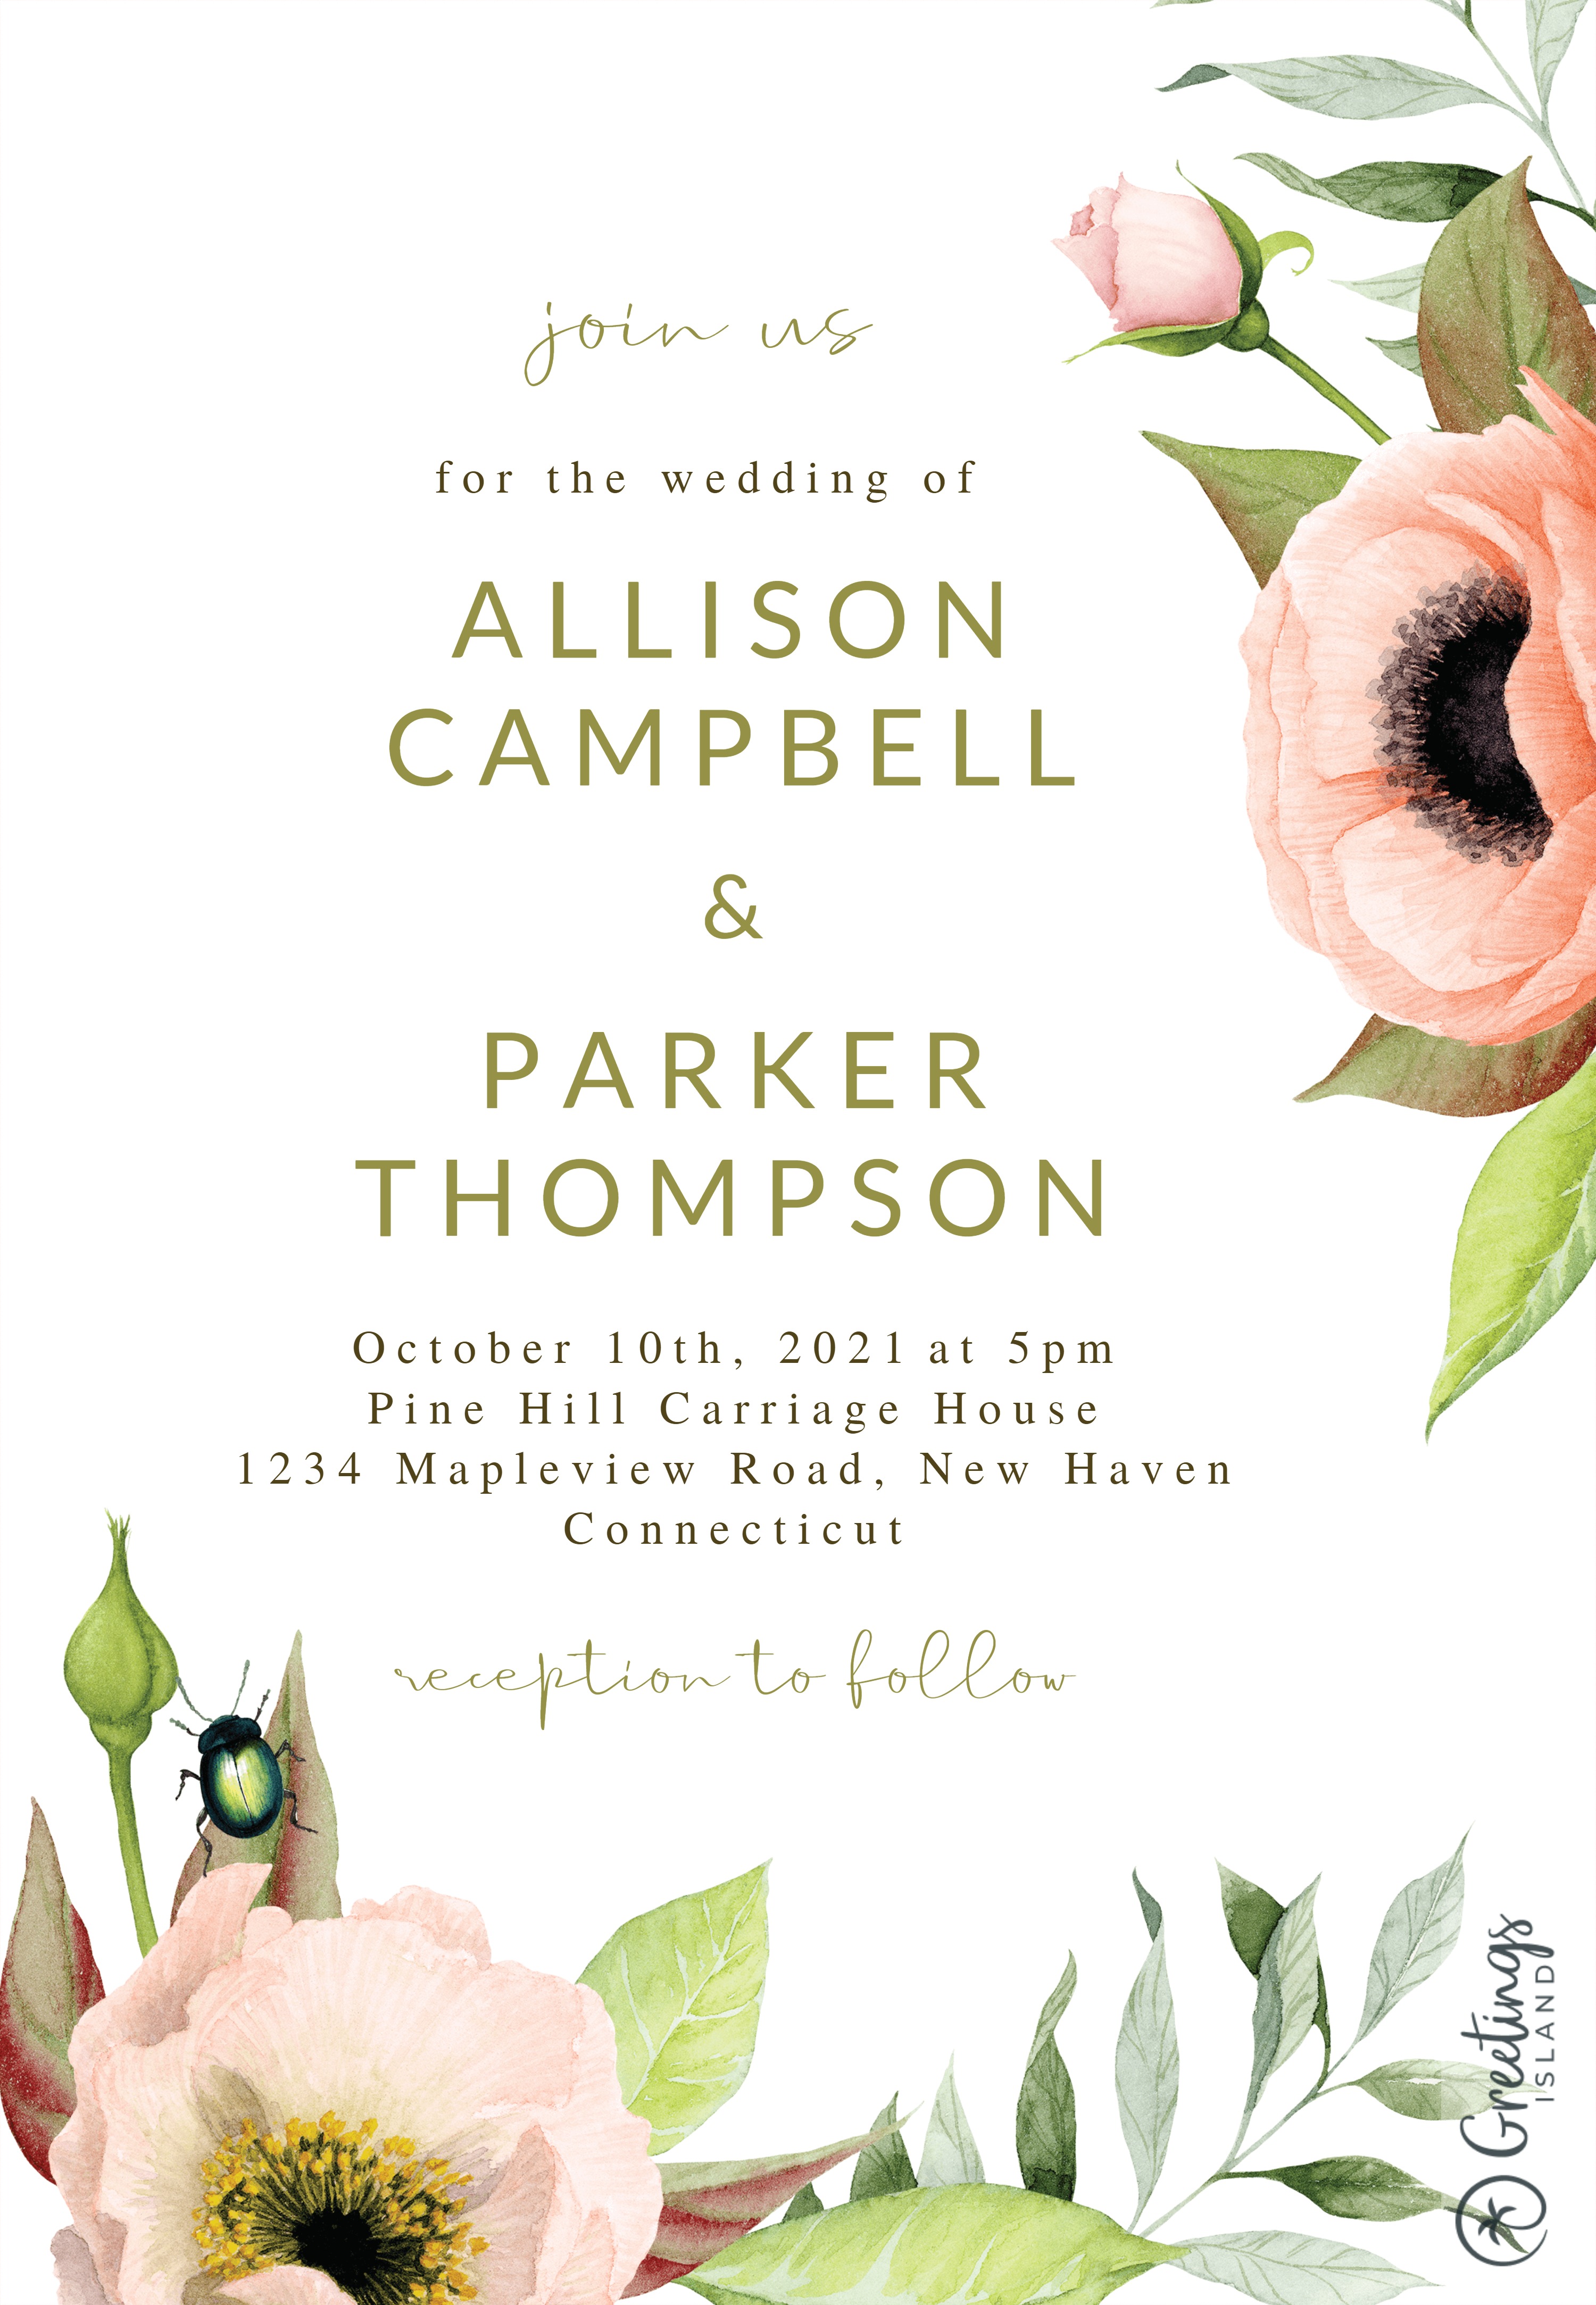 join us
for the wedding of
ALLISON
CAMPBELL
&
PARKER
THOMPSON
October 10th, 2021 at 5pm
Pine Hill Carriage House
1234 Mapleview Road, New Haven
Connecticut
reception to follow
Greetings
ISLAND